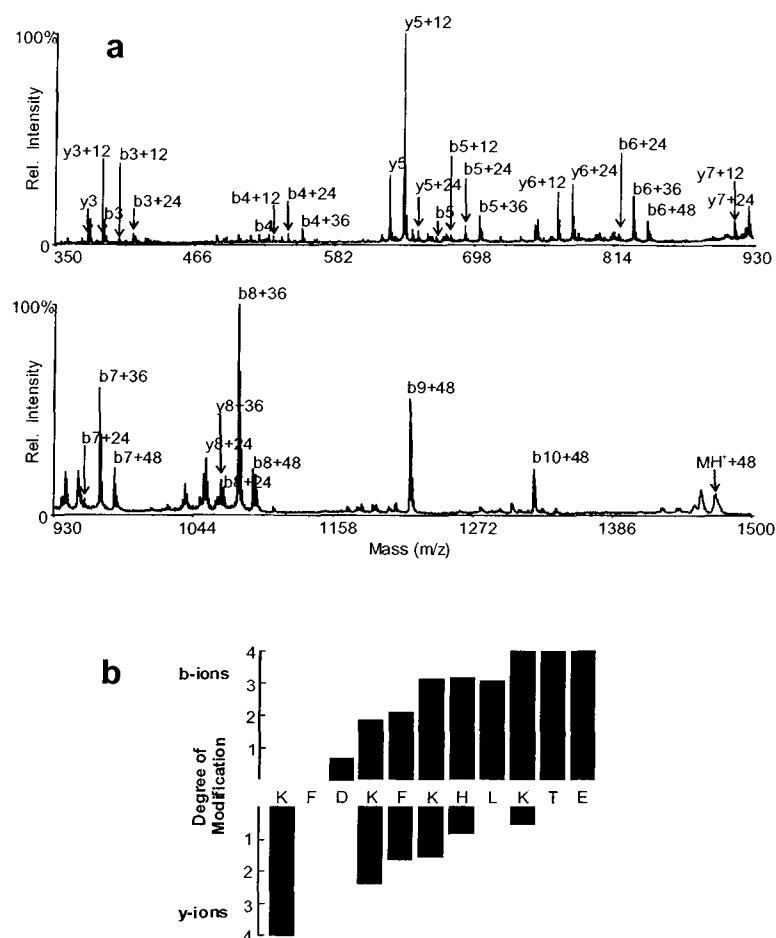 a
100%
Rel. Intensity
0
y3+12
b3+12
y3
b3
b3+24
b4+12
b4+24
b4
b4+36
y5+12
y5
y5+24
b5
b5+12
b5+24
b5+36
y6+12
y6+24
b6+24
b6+36
b6+48
y7+12
y7+24
350 466 582 698 814 930
100%
Rel. Intensity
0
b7+24
b7+36
b7+48
y8+36
y8+24
b8+24
b8+36
b8+48
b9+48
b10+48
MH⁺+48
930 1044 1158 1272 1386 1500
Mass (m/z)
b
b-ions
4
3
2
1
Degree of Modification
K F D K F K H L K T E
1
2
3
4
y-ions